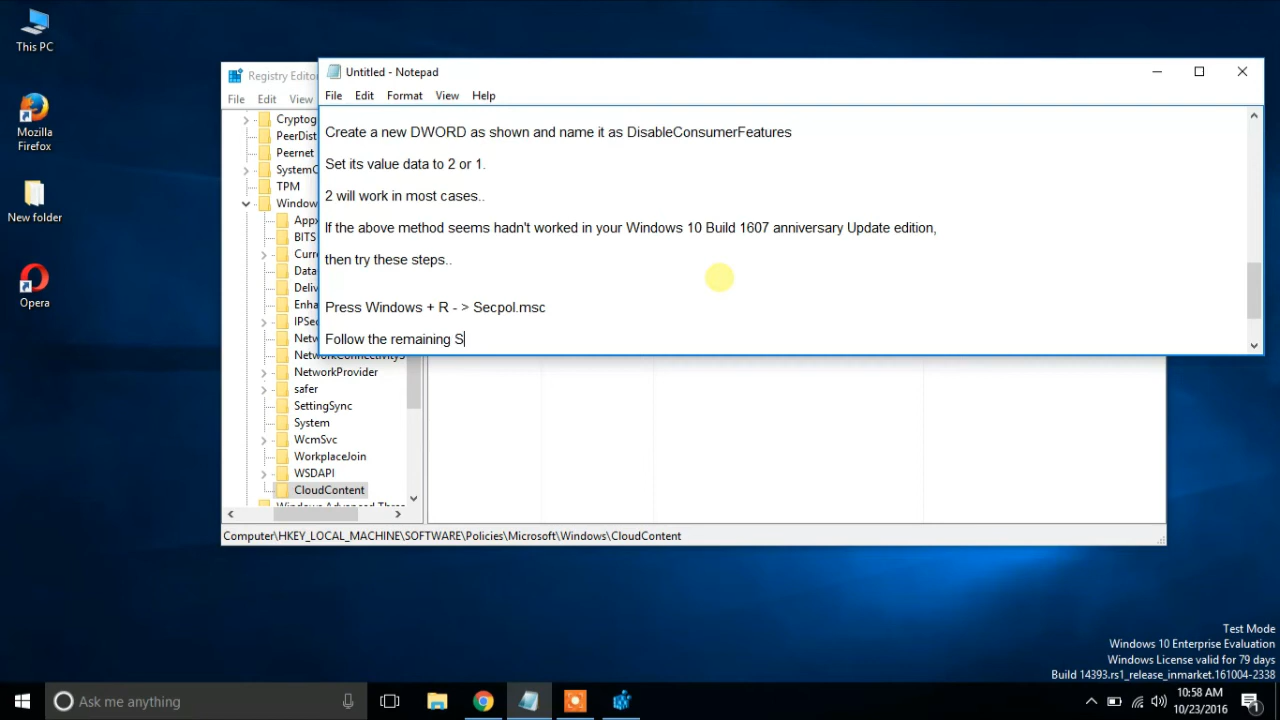 This PC
Mozilla
Firefox
New folder
Opera
Registry Editor
File Edit View
Cryptog
PeerDist
Peernet
SystemC
TPM
Window
Appx
BITS
Curr
Data
Deliv
Enha
IPSec
Netw
NetworkConnectivityS
NetworkProvider
safer
SettingSync
System
WcmSvc
WorkplaceJoin
WSDAPI
CloudContent
Computer\HKEY_LOCAL_MACHINE\SOFTWARE\Policies\Microsoft\Windows\CloudContent
Untitled - Notepad
File Edit Format View Help
Create a new DWORD as shown and name it as DisableConsumerFeatures
Set its value data to 2 or 1.
2 will work in most cases..
If the above method seems hadn't worked in your Windows 10 Build 1607 anniversary Update edition,
then try these steps..
Press Windows + R - > Secpol.msc
Follow the remaining S
Test Mode
Windows 10 Enterprise Evaluation
Windows License valid for 79 days
Build 14393.rs1_release_inmarket.161004-2338
Ask me anything
10:58 AM
10/23/2016
1